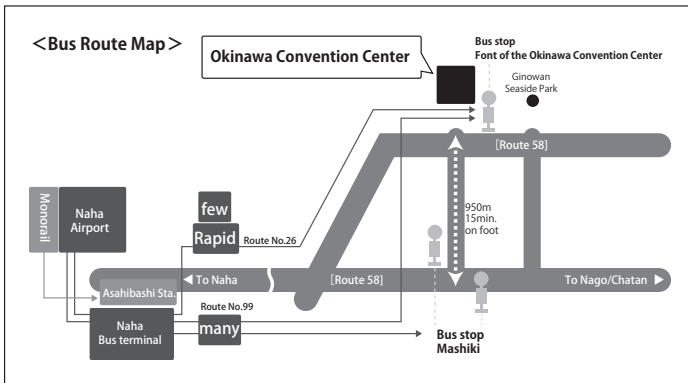 ＜Bus Route Map＞
Okinawa Convention Center
Bus stop
Font of the Okinawa Convention Center
Ginowan
Seaside Park
[Route 58]
950m
15min.
on foot
Monorail
Naha
Airport
few
Rapid
Route No.26
Asahibashi Sta.
◀To Naha
[Route 58]
To Nago/Chatan ▶
Naha
Bus terminal
Route No.99
many
Bus stop
Mashiki